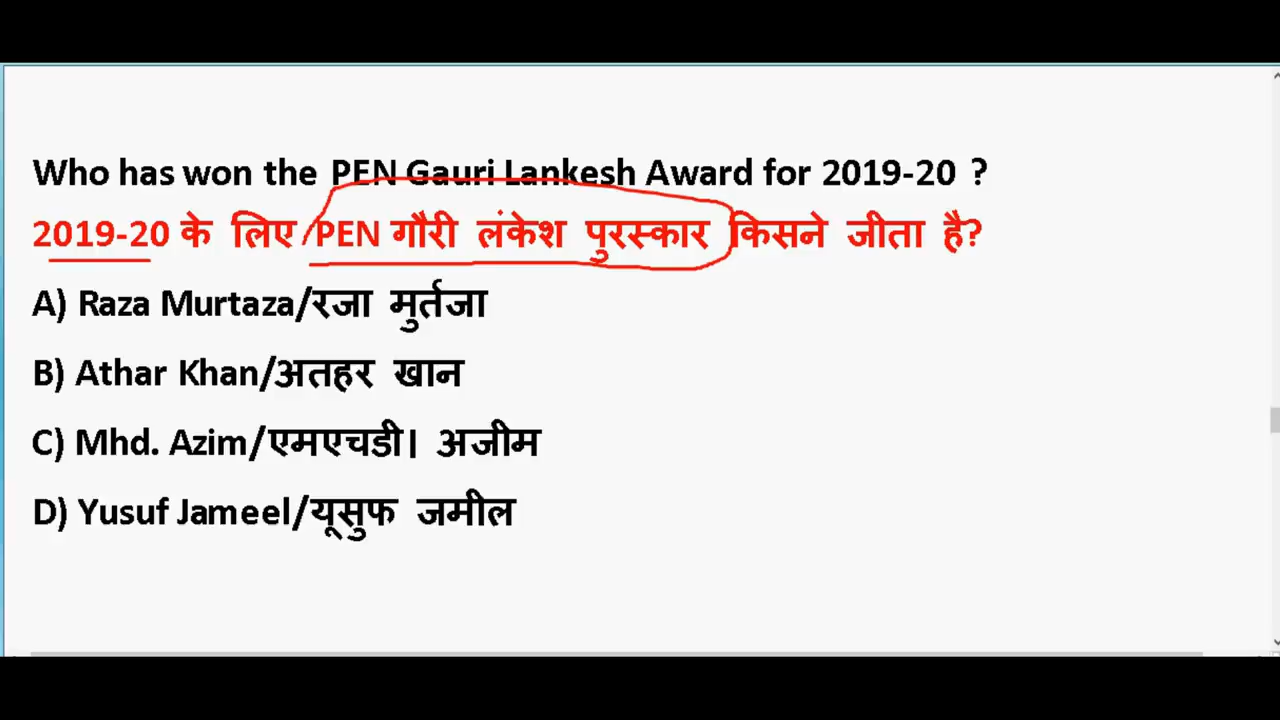 Who has won the PEN Gauri Lankesh Award for 2019-20 ?
2019-20 के लिए PEN गौरी लंकेश पुरस्कार किसने जीता है?
A) Raza Murtaza/रजा मुर्तजा
B) Athar Khan/अतहर खान
C) Mhd. Azim/एमएचडी। अजीम
D) Yusuf Jameel/यूसुफ जमील